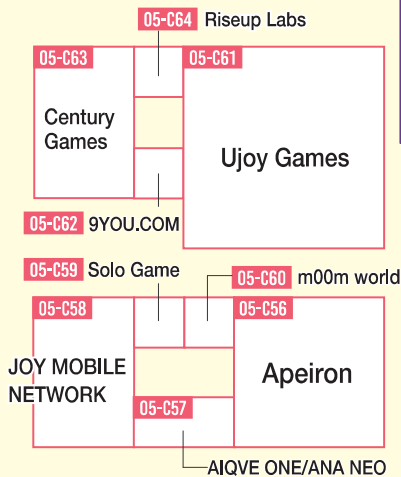 05-C64 Riseup Labs
05-C63
05-C61
Century
Games
Ujoy Games
05-C62 9YOU.COM
05-C59 Solo Game
05-C60 m00m world
05-C58
05-C56
JOY MOBILE
NETWORK
Apeiron
05-C57
AIQVE ONE/ANA NEO